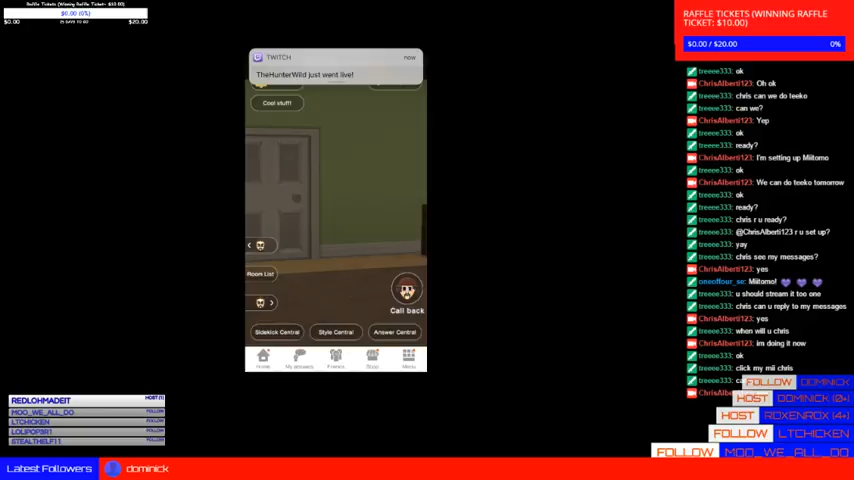 Raffle Tickets (Winning Raffle Ticket- $10.00)
$0.00 (0%)
$0.00
$20.00
TWITCH
now
TheHunterWild just went live!
Cool stuff!
Room List
Call back
Sidekick Central
Style Central
Answer Central
Home
My answers
Friends
Shop
Menu
RAFFLE TICKETS (WINNING RAFFLE
TICKET: $10.00)
$0.00 / $20.00
0%
treeee333: ok
ChrisAlberti123: Oh ok
treeee333: chris can we do teeko
treeee333: can we?
ChrisAlberti123: Yep
treeee333: ok
treeee333: ready?
ChrisAlberti123: I'm setting up Miitomo
treeee333: ok
ChrisAlberti123: We can do teeko tomorrow
treeee333: ok
treeee333: ready?
treeee333: chris r u ready?
treeee333: @ChrisAlberti123 r u set up?
treeee333: yay
treeee333: chris see my messages?
ChrisAlberti123: yes
oneoffour_se: Miitomo! 💜 💜 💜
treeee333: u should stream it too one
treeee333: chris can u reply to my messages
ChrisAlberti123: yes
treeee333: when will u chris
ChrisAlberti123: im doing it now
treeee333: ok
treeee333: click my mii chris
treeee333:
FOLLOW DOMINICK
HOST DOMINICK (0+)
HOST ROXENROX (4+)
FOLLOW LTCHICKEN
FOLLOW MOO_WE_ALL_DO
REDLOHMADEIT HOST (1)
MOO_WE_ALL_DO FOLLOW
LTCHICKEN FOLLOW
LOLIPOP3R1 FOLLOW
STEALTHELF11 FOLLOW
Latest Followers
dominick